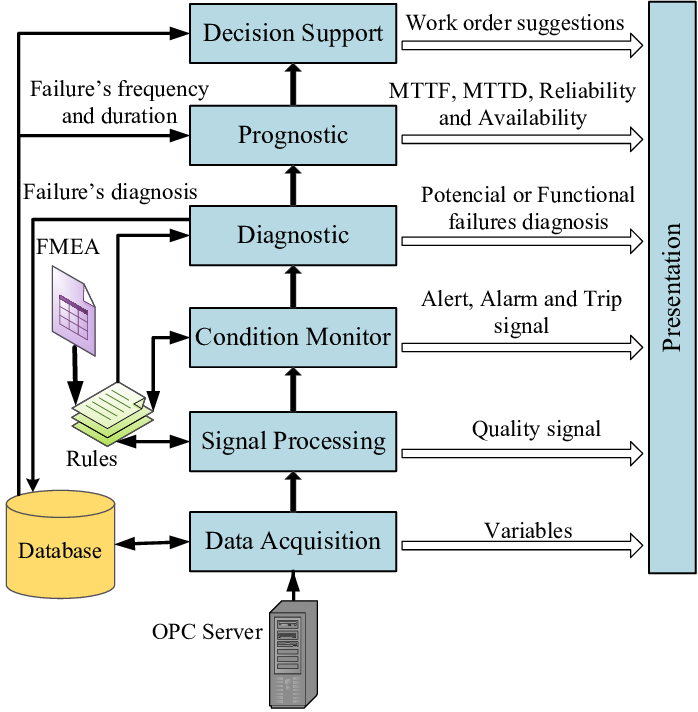 Decision Support
Work order suggestions
Failure’s frequency
and duration
Prognostic
MTTF, MTTD, Reliability
and Availability
Failure’s diagnosis
Diagnostic
Potencial or Functional
failures diagnosis
FMEA
Condition Monitor
Alert, Alarm and Trip
signal
Rules
Signal Processing
Quality signal
Database
Data Acquisition
Variables
OPC Server
Presentation